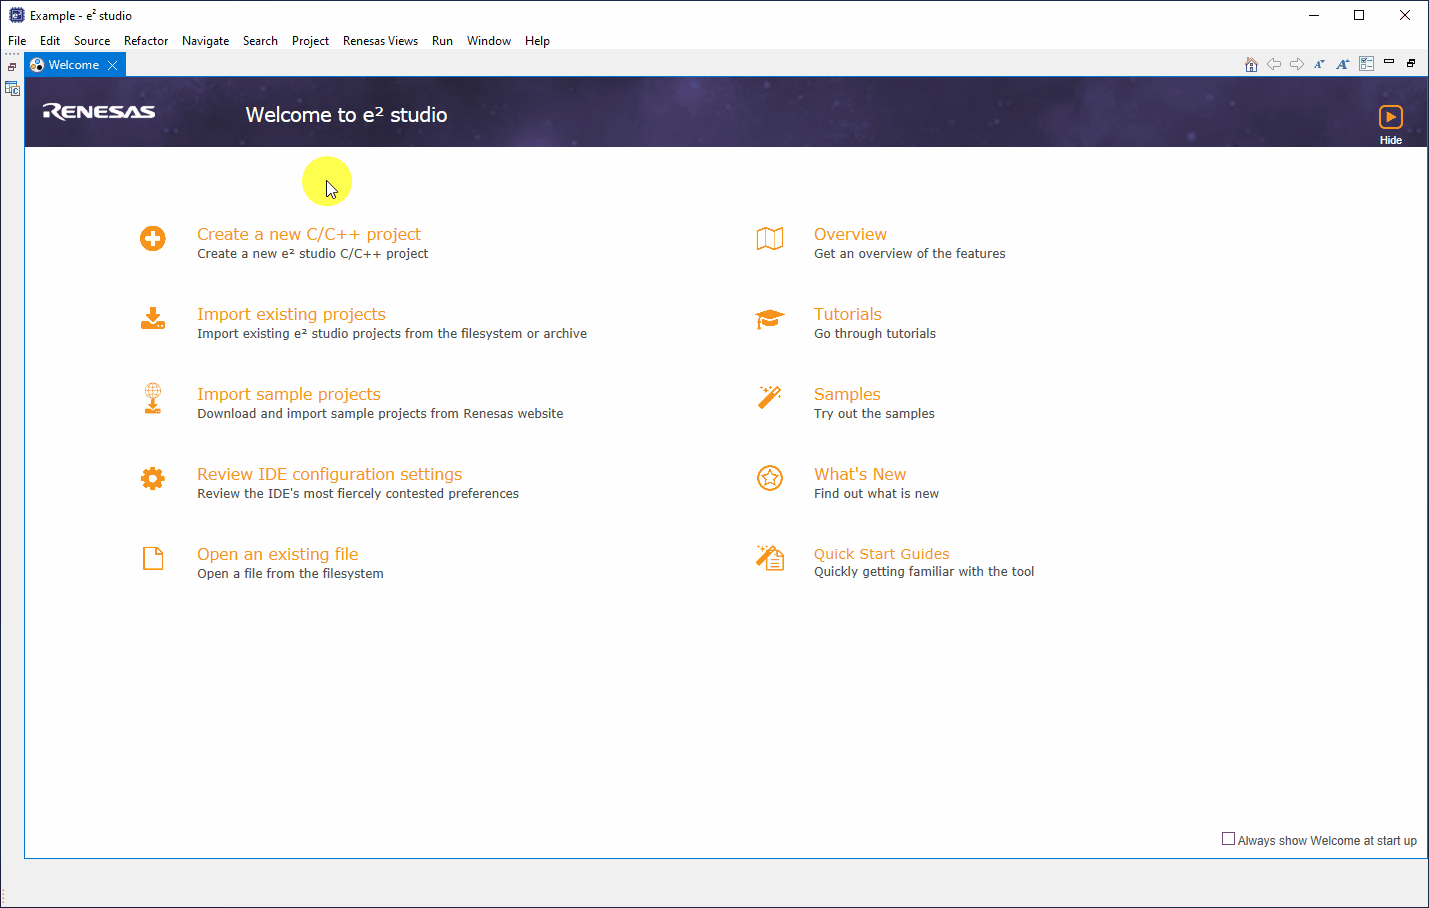 Example - e² studio
File Edit Source Refactor Navigate Search Project Renesas Views Run Window Help
Welcome
RENESAS
Welcome to e² studio
Hide
Create a new C/C++ project
Create a new e² studio C/C++ project
Import existing projects
Import existing e² studio projects from the filesystem or archive
Import sample projects
Download and import sample projects from Renesas website
Review IDE configuration settings
Review the IDE's most fiercely contested preferences
Open an existing file
Open a file from the filesystem
Overview
Get an overview of the features
Tutorials
Go through tutorials
Samples
Try out the samples
What's New
Find out what is new
Quick Start Guides
Quickly getting familiar with the tool
Always show Welcome at start up